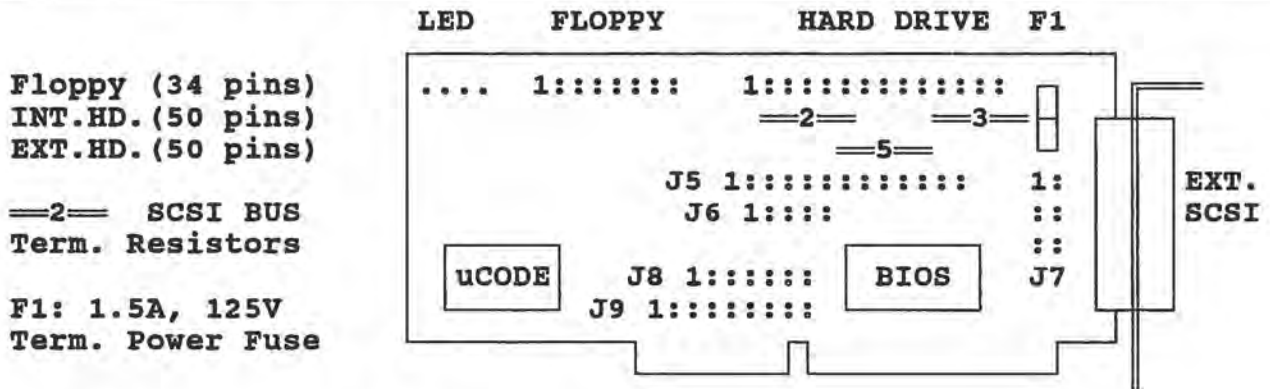 LED FLOPPY HARD DRIVE F1
Floppy (34 pins)
INT.HD.(50 pins)
EXT.HD.(50 pins)
.... 1::::::: 1:::::::::::::
==2== ==3==
==5==
J5 1:::::::::::: 1:
EXT.
J6 1:::: ::
SCSI
==2== SCSI BUS
Term. Resistors
::
uCODE J8 1:::::: BIOS J7
J9 1::::::::
F1: 1.5A, 125V
Term. Power Fuse